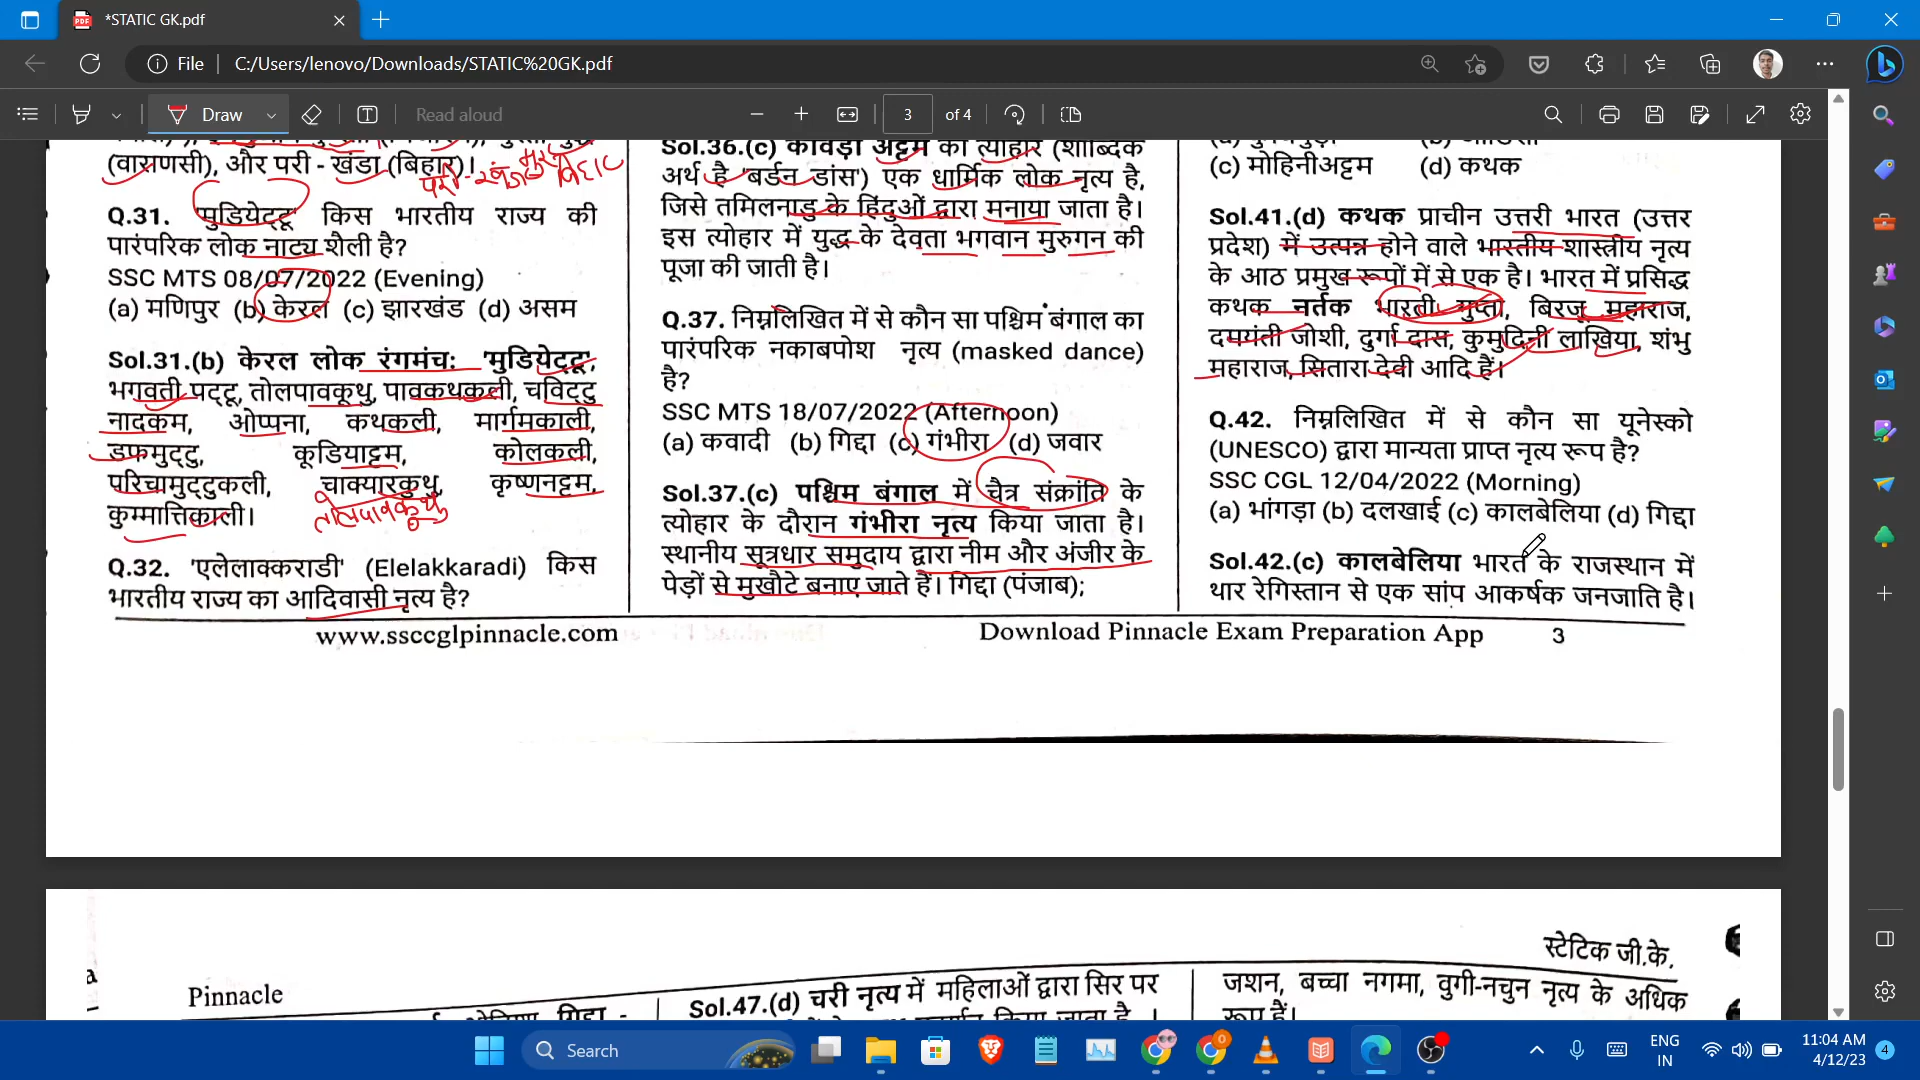 *STATIC GK.pdf
File
C:/Users/lenovo/Downloads/STATIC%20GK.pdf
Draw
Read aloud
3 of 4
(वाराणसी), और परी - खंडा (बिहार)।
परी-खंडा
Q.31. 'मुडियेट्टू' किस भारतीय राज्य की
पारंपरिक लोक नाट्य शैली है?
SSC MTS 08/07/2022 (Evening)
(a) मणिपुर (b) केरल (c) झारखंड (d) असम
Sol.31.(b) केरल लोक रंगमंच: 'मुडियेट्टू',
भगवती पट्टू, तोलपावकूथु, पावकथकली, चविट्टु
नादकम, ओप्पना, कथकली, मार्गमकाली,
डफमुट्टु, कूडियाट्टम, कोलकली,
परिचामुट्टुकली, चाक्यारकुथु, कृष्णनट्टम,
कुम्मात्तिकाली।
तोलपावकूथु
Q.32. 'एलेलाक्कराडी' (Elelakkaradi) किस
भारतीय राज्य का आदिवासी नृत्य है?
Sol.36.(c) कावड़ी अट्टम का त्योहार (शाब्दिक
अर्थ है 'बर्डन डांस') एक धार्मिक लोक नृत्य है,
जिसे तमिलनाडु के हिंदुओं द्वारा मनाया जाता है।
इस त्योहार में युद्ध के देवता भगवान मुरुगन की
पूजा की जाती है।
Q.37. निम्नलिखित में से कौन सा पश्चिम बंगाल का
पारंपरिक नकाबपोश नृत्य (masked dance)
है?
SSC MTS 18/07/2022 (Afternoon)
(a) कवादी (b) गिद्दा (c) गंभीरा (d) जवार
Sol.37.(c) पश्चिम बंगाल में चैत्र संक्रांति के
त्योहार के दौरान गंभीरा नृत्य किया जाता है।
स्थानीय सूत्रधार समुदाय द्वारा नीम और अंजीर के
पेड़ों से मुखौटे बनाए जाते हैं। गिद्दा (पंजाब);
(c) मोहिनीअट्टम (d) कथक
Sol.41.(d) कथक प्राचीन उत्तरी भारत (उत्तर
प्रदेश) में उत्पन्न होने वाले भारतीय शास्त्रीय नृत्य
के आठ प्रमुख रूपों में से एक है। भारत में प्रसिद्ध
कथक नर्तक भारती गुप्ता, बिरजू महाराज,
दमयंती जोशी, दुर्गा दास, कुमुदिनी लाखिया, शंभु
महाराज, सितारा देवी आदि हैं।
Q.42. निम्नलिखित में से कौन सा यूनेस्को
(UNESCO) द्वारा मान्यता प्राप्त नृत्य रूप है?
SSC CGL 12/04/2022 (Morning)
(a) भांगड़ा (b) दलखाई (c) कालबेलिया (d) गिद्दा
Sol.42.(c) कालबेलिया भारत के राजस्थान में
थार रेगिस्तान से एक सांप आकर्षक जनजाति है।
www.ssccglpinnacle.com
Download Pinnacle Exam Preparation App 3
स्टेटिक जी.के.
Pinnacle
Sol.47.(d) चरी नृत्य में महिलाओं द्वारा सिर पर
जशन, बच्चा नगमा, वुगी-नचुन नृत्य के अधिक
रूप हैं।
Search
ENG
IN
11:04 AM
4/12/23
4